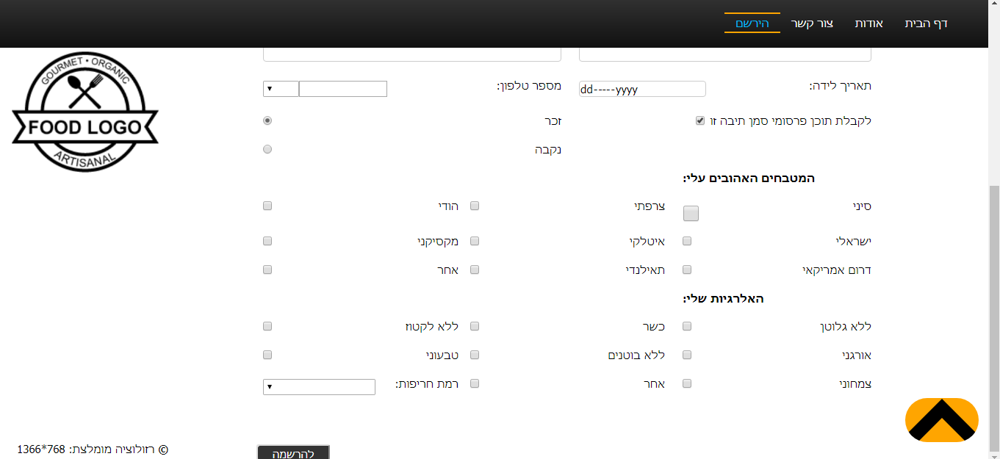 דף הבית אודות צור קשר הירשם
GOURMET • ORGANIC
FOOD LOGO
ARTISANAL
תאריך לידה: dd-----yyyy מספר טלפון:
לקבלת תוכן פרסומי סמן תיבה זו זכר
נקבה
המטבחים האהובים עלי:
סיני צרפתי הודי
ישראלי איטלקי מקסיקני
דרום אמריקאי תאילנדי אחר
האלרגיות שלי:
ללא גלוטן כשר ללא לקטוז
אורגני ללא בוטנים טבעוני
צמחוני אחר רמת חריפות:
להרשמה
© רזולוציה מומלצת: 768*1366